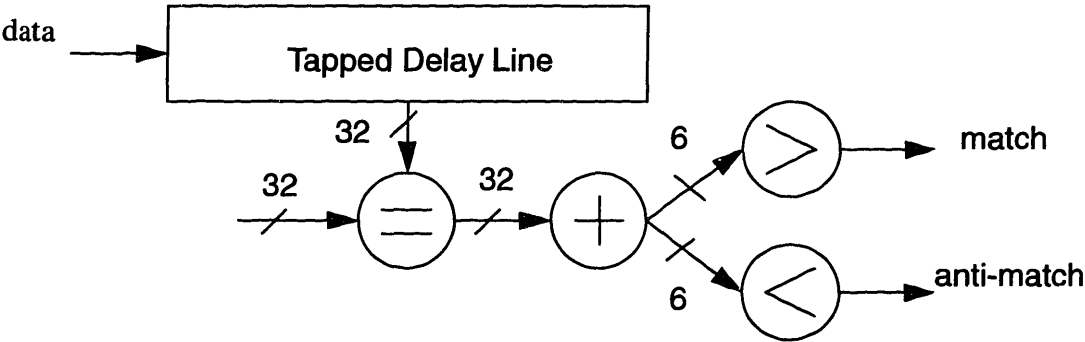 data
Tapped Delay Line
32
32
32
=
+
6
>
match
6
<
anti-match